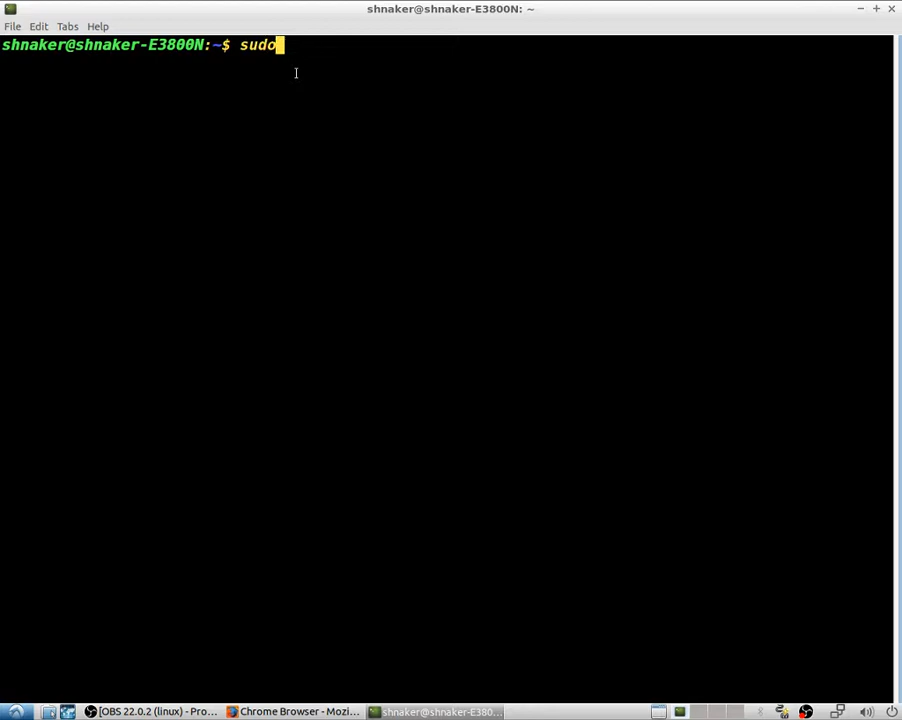 shnaker@shnaker-E3800N: ~
File Edit Tabs Help
shnaker@shnaker-E3800N:~$ sudo
[OBS 22.0.2 (linux) - Pro... Chrome Browser - Mozi... shnaker@shnaker-E380...